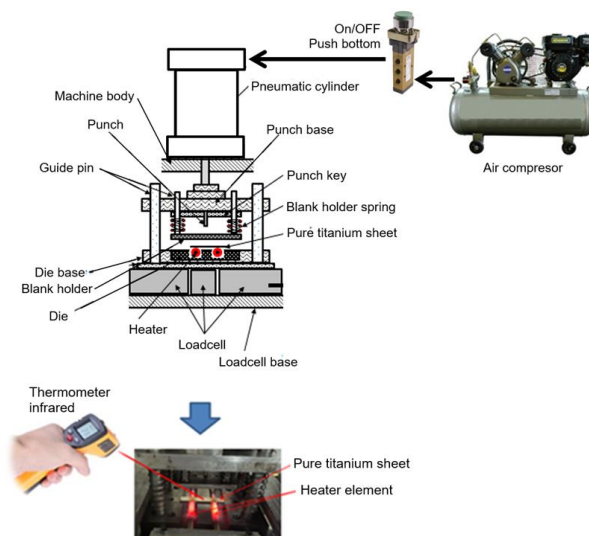 On/OFF
Push bottom
Pneumatic cylinder
Air compresor
Machine body
Punch
Punch base
Guide pin
Punch key
Blank holder spring
Pure titanium sheet
Die base
Blank holder
Die
Heater
Loadcell
Loadcell base
Thermometer
infrared
Pure titanium sheet
Heater element